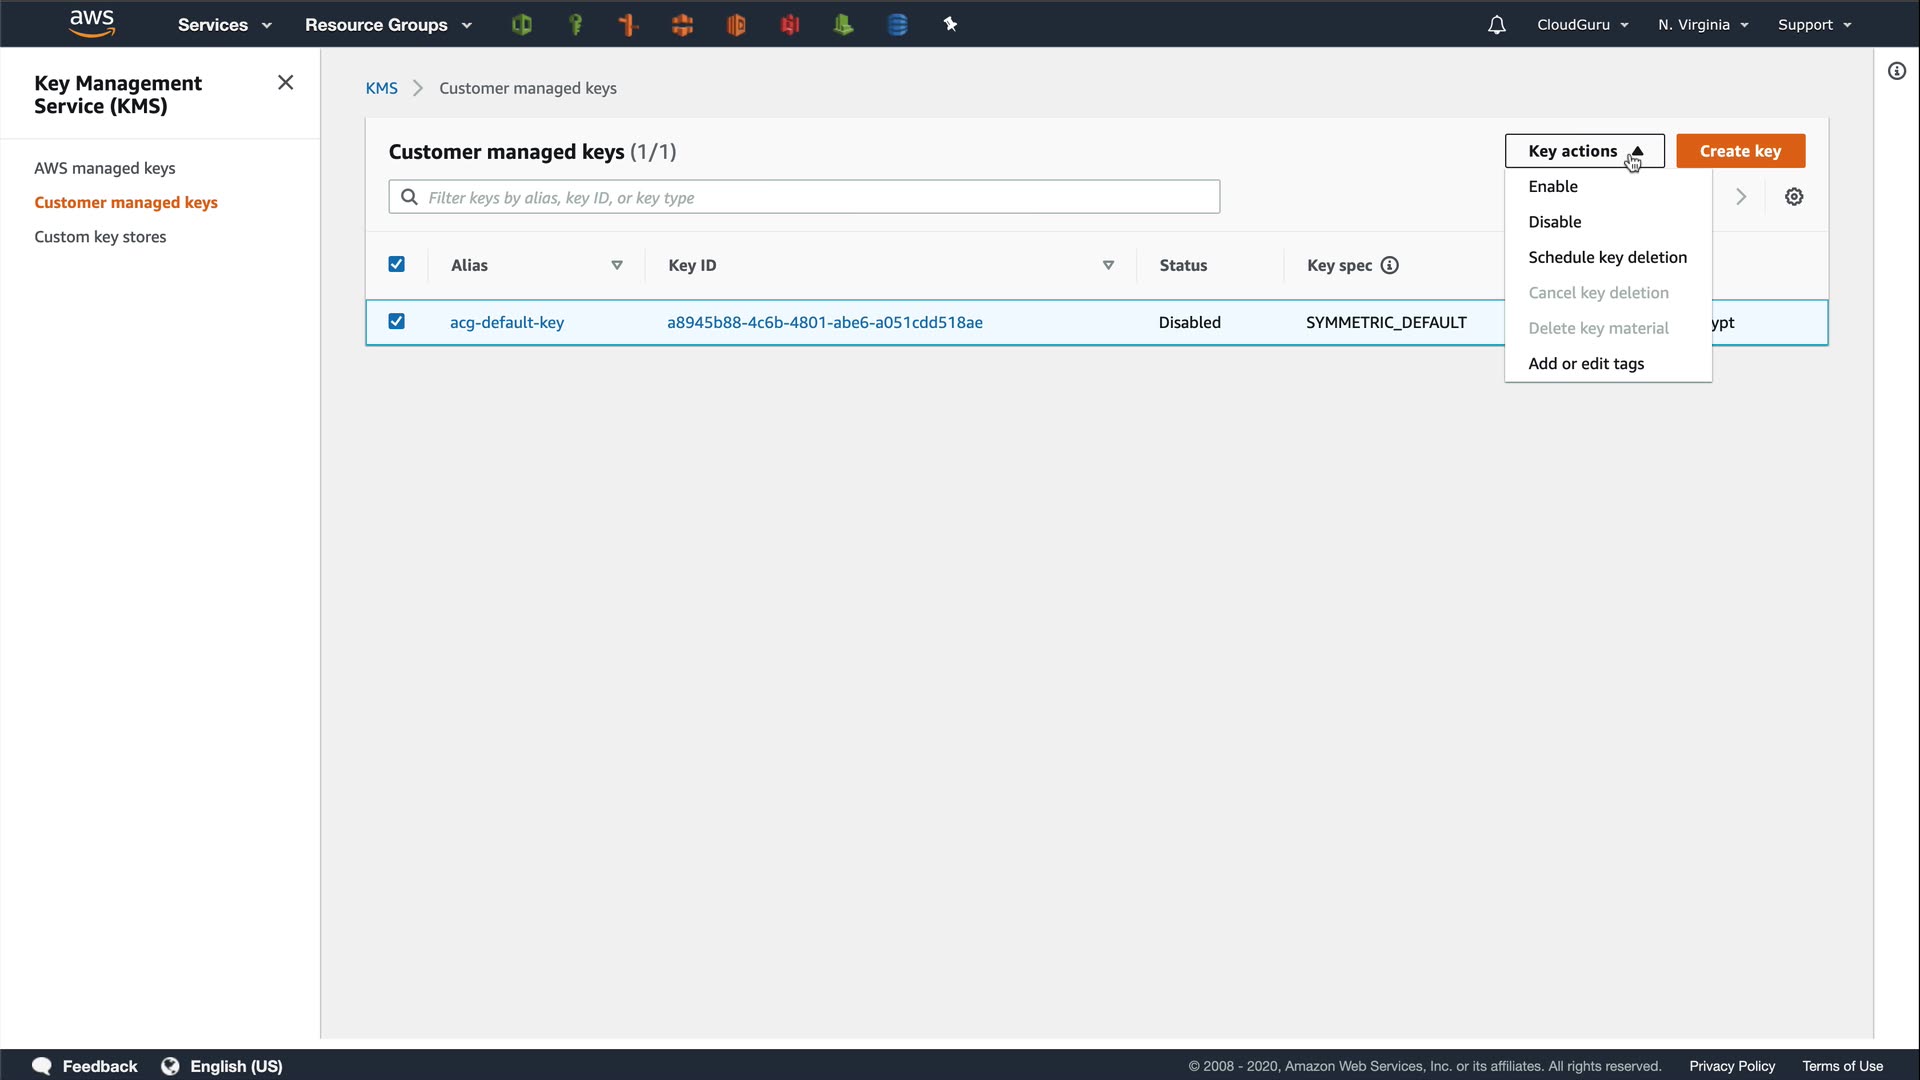 aws
Services
Resource Groups
CloudGuru
N. Virginia
Support
Key Management
Service (KMS)
AWS managed keys
Customer managed keys
Custom key stores
KMS
Customer managed keys
Customer managed keys (1/1)
Key actions
Create key
Filter keys by alias, key ID, or key type
Enable
Disable
Schedule key deletion
Cancel key deletion
Delete key material
Add or edit tags
Alias
Key ID
Status
Key spec
acg-default-key
a8945b88-4c6b-4801-abe6-a051cdd518ae
Disabled
SYMMETRIC_DEFAULT
ypt
Feedback
English (US)
© 2008 - 2020, Amazon Web Services, Inc. or its affiliates. All rights reserved.
Privacy Policy
Terms of Use